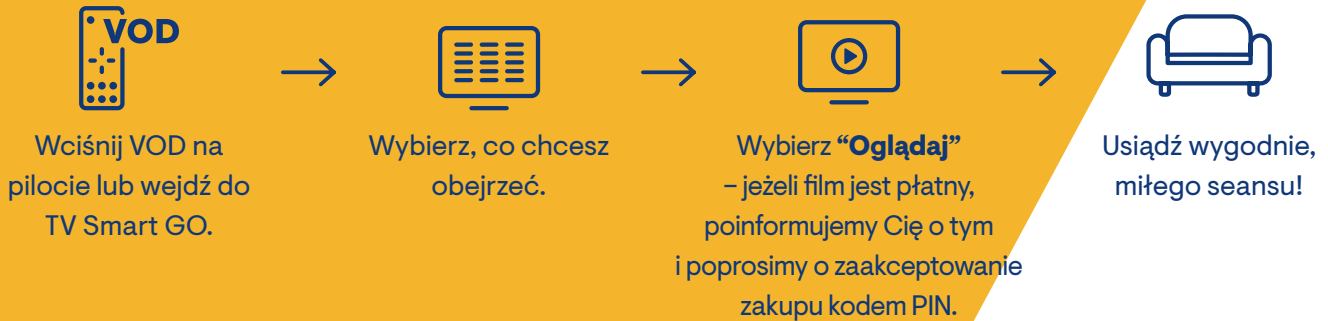 VOD
Wciśnij VOD na
pilocie lub wejdź do
TV Smart GO.
Wybierz, co chcesz
obejrzeć.
Wybierz “Oglądaj”
– jeżeli film jest płatny,
poinformujemy Cię o tym
i poprosimy o zaakceptowanie
zakupu kodem PIN.
Usiądź wygodnie,
miłego seansu!